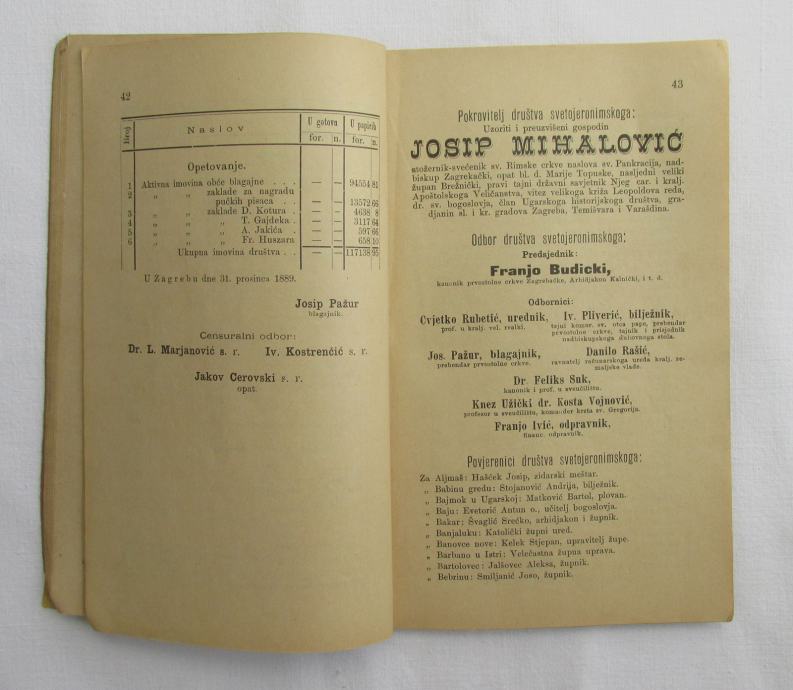 42
Broj
Naslov
U gotovu
U papirih
for. n. for. n.
Opetovanje.
1 Aktivna imovina obće blagajne . . . — — 94554 81
2 „ „ zaklade za nagradu
pučkih pisaca . . — — 13572 66
3 „ „ zaklade D. Kotura . — — 4638 8
4 „ „ „ T. Gajdeka . — — 3117 64
5 „ „ „ A. Jakića . — — 597 66
6 „ „ „ Fr. Huszara — — 658 10
Ukupna imovina društva . . — — 117138 95
U Zagrebu dne 31. prosinca 1889.
Josip Pažur
blagajnik.
Censuralni odbor:
Dr. L. Marjanović s. r. Iv. Kostrenčić s. r.
Jakov Cerovski s. r.
opat.
43
Pokrovitelj društva svetojeronimskoga:
Uzoriti i preuzvišeni gospodin
JOSIP MIHALOVIĆ
stožernik-svećenik sv. Rimske crkve naslova sv. Pankracija, nad-
biskup Zagrebački, opat bl. d. Marije Topuske, nasljedni veliki
župan Brežnički, pravi tajni državni savjetnik Njeg car. i kralj.
Apoštolskoga Veličanstva, vitez velikoga križa Leopoldova reda,
dr. sv. bogoslovja, član Ugarskoga historijskoga društva, gra-
djanin sl. i kr. gradova Zagreba, Temišvara i Varaždina.
Odbor društva svetojeronimskoga:
Predsjednik:
Franjo Budicki,
kanonik prvostolne crkve Zagrebačke, Arhidjakon Kalnički, i t. d.
Odbornici:
Cvjetko Rubetić, urednik,
prof. u kralj. vel. realki.
Iv. Pliverić, bilježnik,
tajni komor. sv. otca pape, prebendar
prvostolne crkve, tajnik i prisjednik
nadbiskupskoga duhovnoga stola.
Jos. Pažur, blagajnik,
prebendar prvostolne crkve.
Danilo Rašić,
ravnatelj računarskoga ureda kralj. ze-
maljske vlade.
Dr. Feliks Suk,
kanonik i prof. u sveučilištu.
Knez Užički dr. Kosta Vojnović,
profesor u sveučilištu, komander krsta sv. Gregorija.
Franjo Ivić, odpravnik,
financ. odpravnik.
Povjerenici društva svetojeronimskoga:
Za Aljmaš: Hašček Josip, zidarski meštar.
„ Babinu gredu: Stojanović Andrija, bilježnik.
„ Bajmok u Ugarskoj: Matković Bartol, plovan.
„ Baju: Evetorić Antun o., učitelj bogoslovja.
„ Bakar: Švaglić Srećko, arhidjakon i župnik.
„ Banjaluku: Katolički župni ured.
„ Banovce nove: Kelek Stjepan, upravitelj župe.
„ Barbano u Istri: Velečastna župna uprava.
„ Bartolovec: Jalšovec Aleksa, župnik.
„ Bebrinu: Smiljanić Joso, župnik.